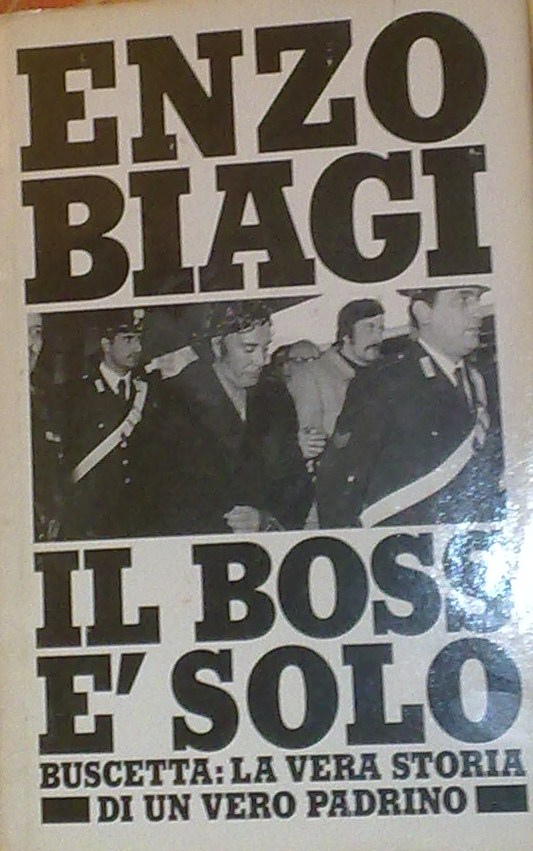 ENZO
BIAGI
IL BOSS
E' SOLO
BUSCETTA: LA VERA STORIA
DI UN VERO PADRINO